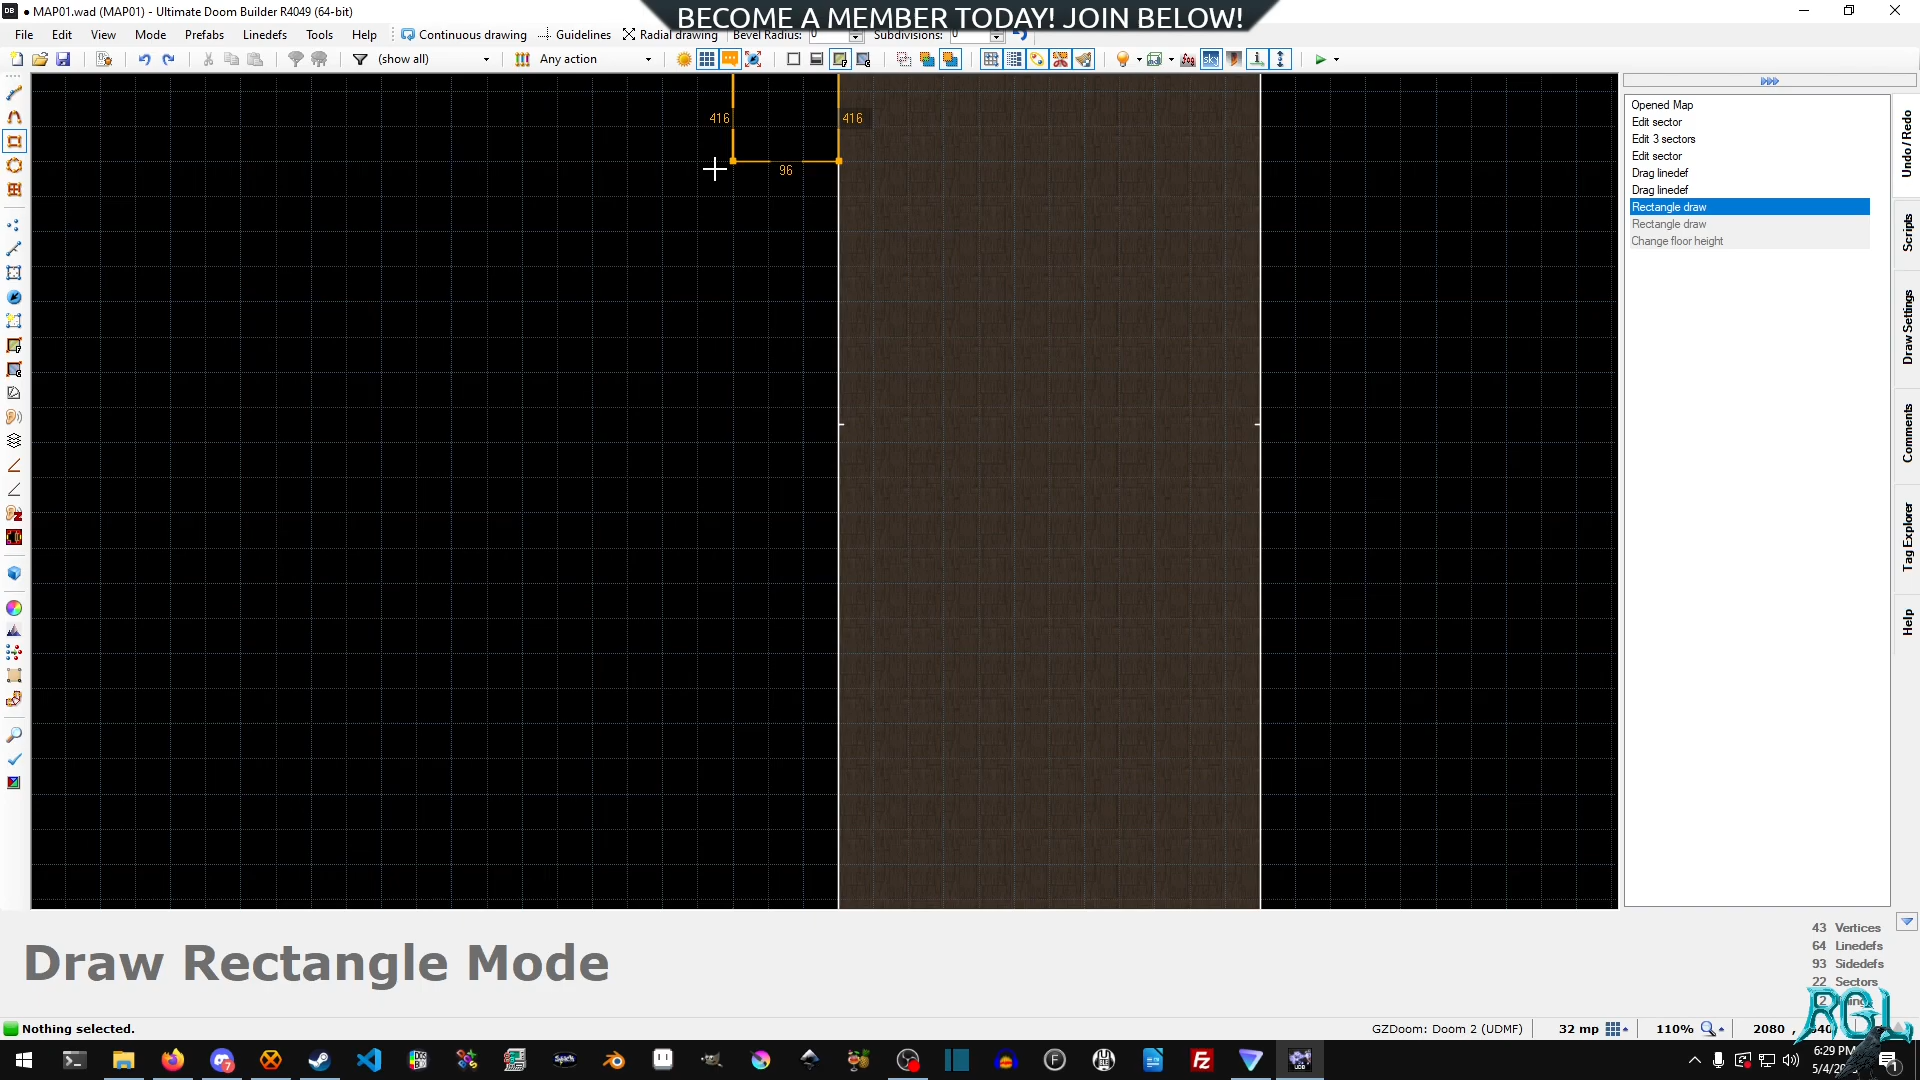 MAP01.wad (MAP01) - Ultimate Doom Builder R4049 (64-bit)
BECOME A MEMBER TODAY! JOIN BELOW!
File Edit View Mode Prefabs Linedefs Tools Help Continuous drawing Guidelines Radial drawing Bevel Radius: 0 Subdivisions: 0
(show all) Any action
Opened Map
Edit sector
Edit 3 sectors
Edit sector
Drag linedef
Drag linedef
Rectangle draw
Rectangle draw
Change floor height
Undo / Redo
Scripts
Draw Settings
Comments
Tag Explorer
Help
416
416
96
Draw Rectangle Mode
43 Vertices
64 Linedefs
93 Sidedefs
22 Sectors
2
RGL
Nothing selected.
GZDoom: Doom 2 (UDMF) 32 mp 110% 2080 ,
6:29 PM